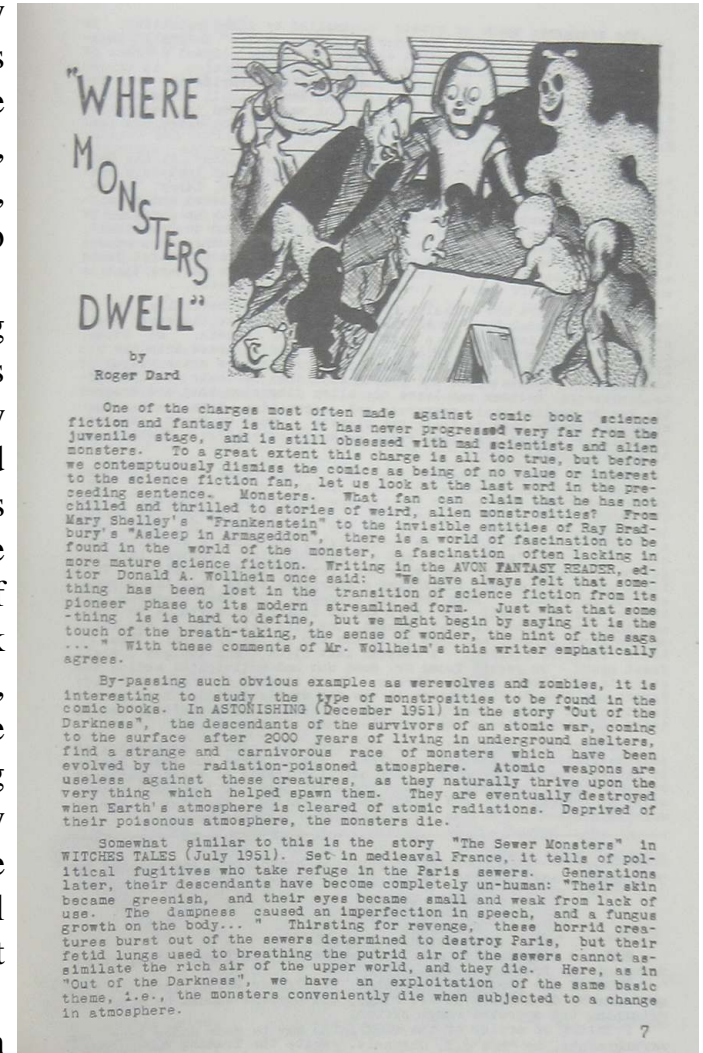 "WHERE
MONSTERS
DWELL"
by
Roger Dard
One of the charges most often made against comic book science
fiction and fantasy is that it has never progressed very far from the
juvenile stage, and is still obsessed with mad scientists and alien
monsters. To a great extent this charge is all too true, but before
we contemptuously dismiss the comics as being of no value or interest
to the science fiction fan, let us look at the last word in the pre-
ceeding sentence. Monsters. What fan can claim that he has not
chilled and thrilled to stories of weird, alien monstrosities? From
Mary Shelley's "Frankenstein" to the invisible entities of Ray Brad-
bury's "Asleep in Armageddon", there is a world of fascination to be
found in the world of the monster, a fascination often lacking in
more mature science fiction. Writing in the AVON FANTASY READER, ed-
itor Donald A. Wollheim once said: "We have always felt that some-
thing has been lost in the transition of science fiction from its
pioneer phase to its modern streamlined form. Just what that some
-thing is is hard to define, but we might begin by saying it is the
touch of the breath-taking, the sense of wonder, the hint of the saga
... " With these comments of Mr. Wollheim's this writer emphatically
agrees.
By-passing such obvious examples as werewolves and zombies, it is
interesting to study the type of monstrosities to be found in the
comic books. In ASTONISHING (December 1951) in the story "Out of the
Darkness", the descendants of the survivors of an atomic war, coming
to the surface after 2000 years of living in underground shelters,
find a strange and carnivorous race of monsters which have been
evolved by the radiation-poisoned atmosphere. Atomic weapons are
useless against these creatures, as they naturally thrive upon the
very thing which helped spawn them. They are eventually destroyed
when Earth's atmosphere is cleared of atomic radiations. Deprived of
their poisonous atmosphere, the monsters die.
Somewhat similar to this is the story "The Sewer Monsters" in
WITCHES TALES (July 1951). Set in medieaval France, it tells of pol-
itical fugitives who take refuge in the Paris sewers. Generations
later, their descendants have become completely un-human: "Their skin
became greenish, and their eyes became small and weak from lack of
use. The dampness caused an imperfection in speech, and a fungus
growth on the body... " Thirsting for revenge, these horrid crea-
tures burst out of the sewers determined to destroy Paris, but their
fetid lungs used to breathing the putrid air of the sewers cannot as-
similate the rich air of the upper world, and they die. Here, as in
"Out of the Darkness", we have an exploitation of the same basic
theme, i.e., the monsters conveniently die when subjected to a change
in atmosphere.
7